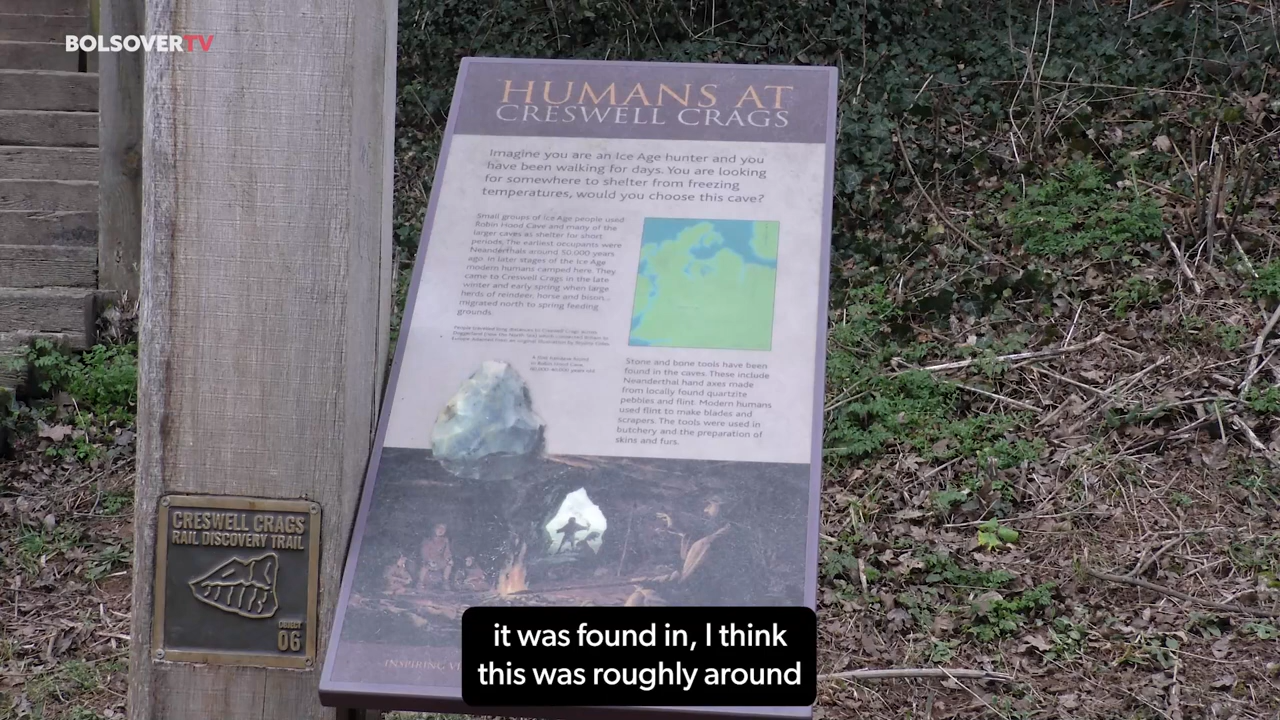 BOLSOVERTV
HUMANS AT
CRESWELL CRAGS
Imagine you are an Ice Age hunter and you
have been walking for days. You are looking
for somewhere to shelter from freezing
temperatures, would you choose this cave?
Small groups of Ice Age people used
Robin Hood Cave and many of the
larger caves as shelter for short
periods. The earliest occupants were
Neanderthals around 50,000 years
ago. In later stages of the Ice Age
modern humans camped here. They
came to Creswell Crags in the late
winter and early spring when large
herds of reindeer, horse and bison
migrated north to spring feeding
grounds.
Stone and bone tools have been
found in the caves. These include
Neanderthal hand axes made
from locally found quartzite
pebbles and flint. Modern humans
used flint to make blades and
scrapers. The tools were used in
butchery and the preparation of
skins and furs.
CRESWELL CRAGS
RAIL DISCOVERY TRAIL
OBJECT
06
INSPIRING
it was found in, I think
this was roughly around